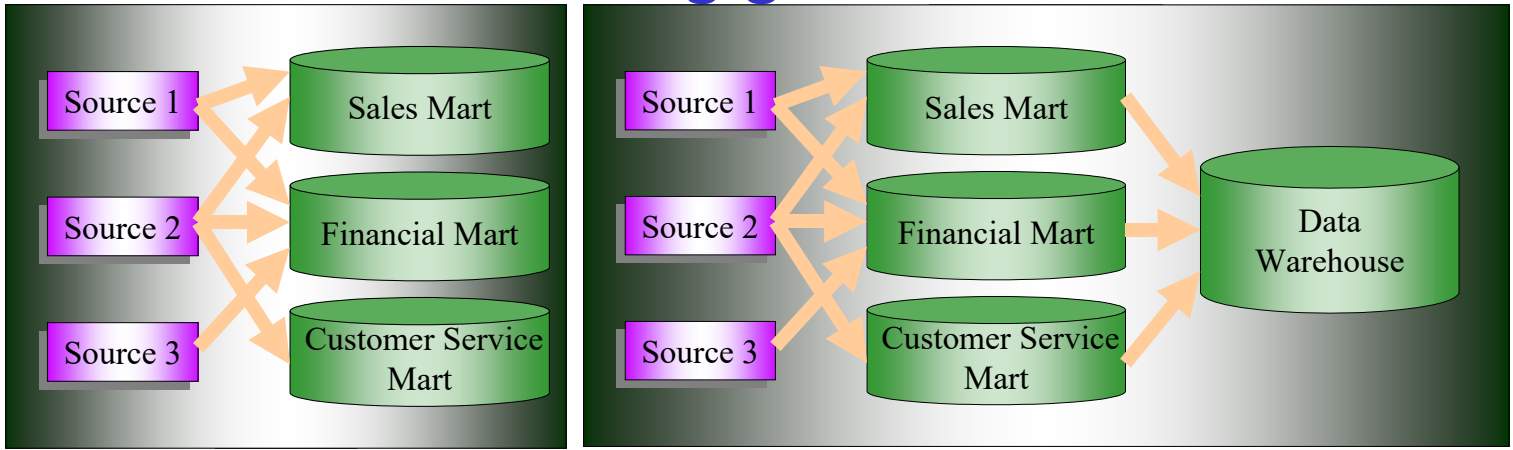 Source 1
Sales Mart
Source 2
Financial Mart
Source 3
Customer Service
Mart
Source 1
Sales Mart
Source 2
Financial Mart
Data
Warehouse
Source 3
Customer Service
Mart